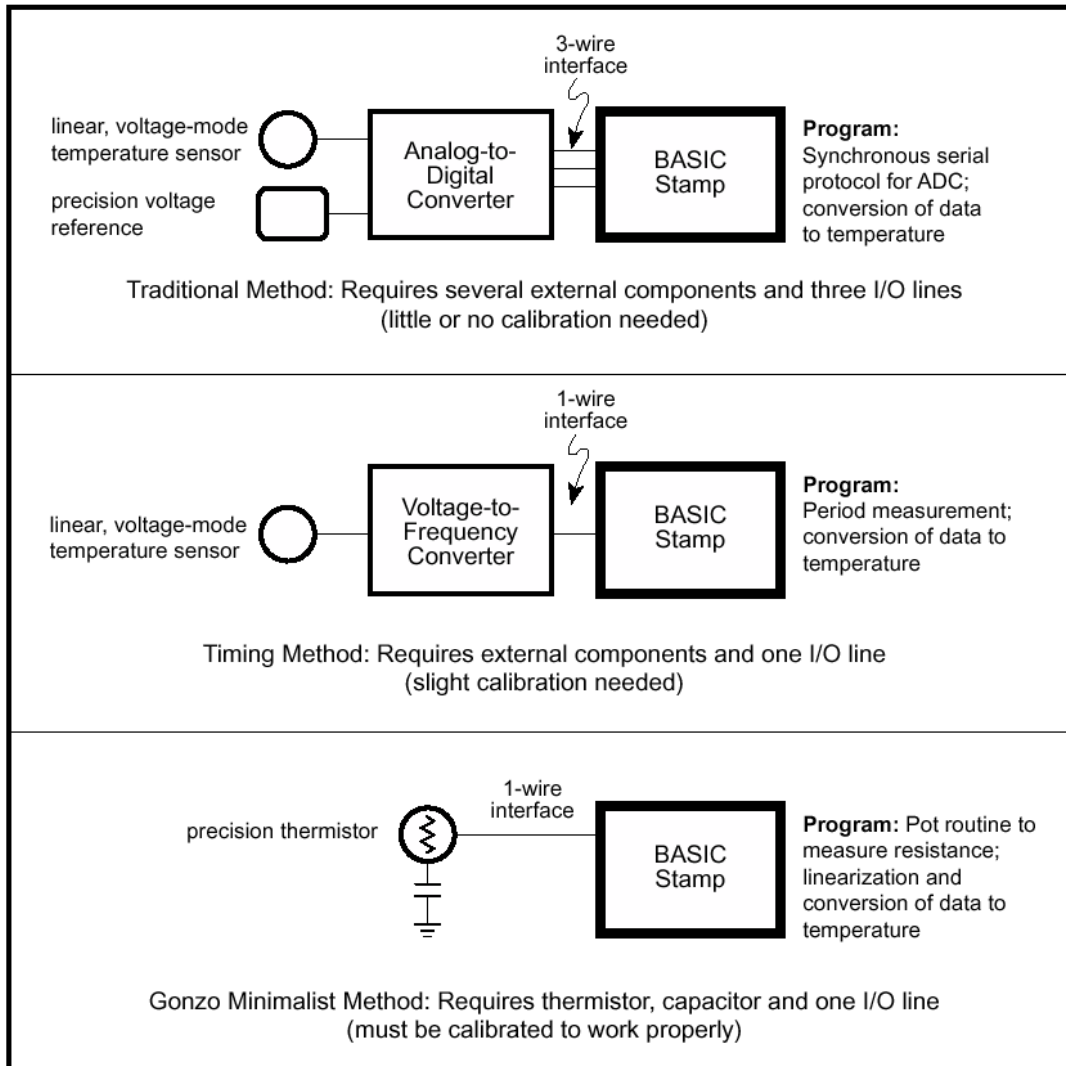 3-wire
interface
linear, voltage-mode
temperature sensor
precision voltage
reference
Analog-to-
Digital
Converter
BASIC
Stamp
Program:
Synchronous serial
protocol for ADC;
conversion of data
to temperature
Traditional Method: Requires several external components and three I/O lines
(little or no calibration needed)
1-wire
interface
linear, voltage-mode
temperature sensor
Voltage-to-
Frequency
Converter
BASIC
Stamp
Program:
Period measurement;
conversion of data to
temperature
Timing Method: Requires external components and one I/O line
(slight calibration needed)
1-wire
interface
precision thermistor
BASIC
Stamp
Program: Pot routine to
measure resistance;
linearization and
conversion of data to
temperature
Gonzo Minimalist Method: Requires thermistor, capacitor and one I/O line
(must be calibrated to work properly)